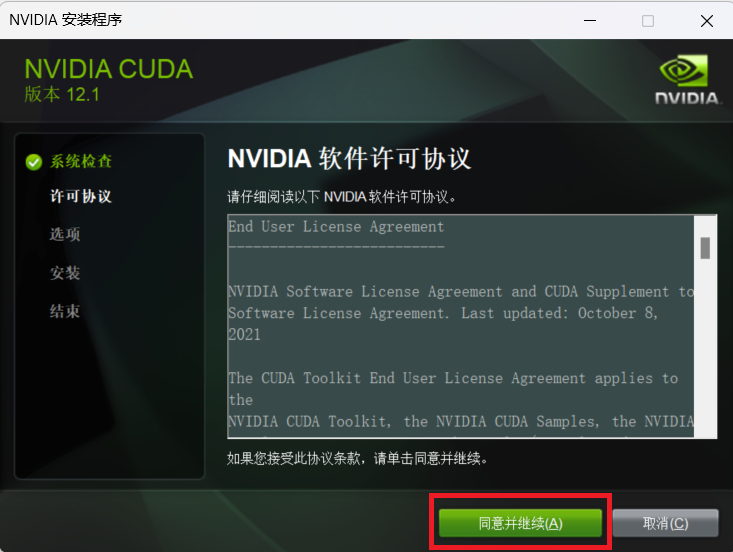 NVIDIA 安装程序
NVIDIA CUDA
版本 12.1
NVIDIA.
系统检查
许可协议
选项
安装
结束
NVIDIA 软件许可协议
请仔细阅读以下 NVIDIA 软件许可协议。
End User License Agreement
--------------------------
NVIDIA Software License Agreement and CUDA Supplement to
Software License Agreement. Last updated: October 8,
2021
The CUDA Toolkit End User License Agreement applies to
the
NVIDIA CUDA Toolkit, the NVIDIA CUDA Samples, the NVIDIA
如果您接受此协议条款，请单击同意并继续。
同意并继续(A)
取消(C)